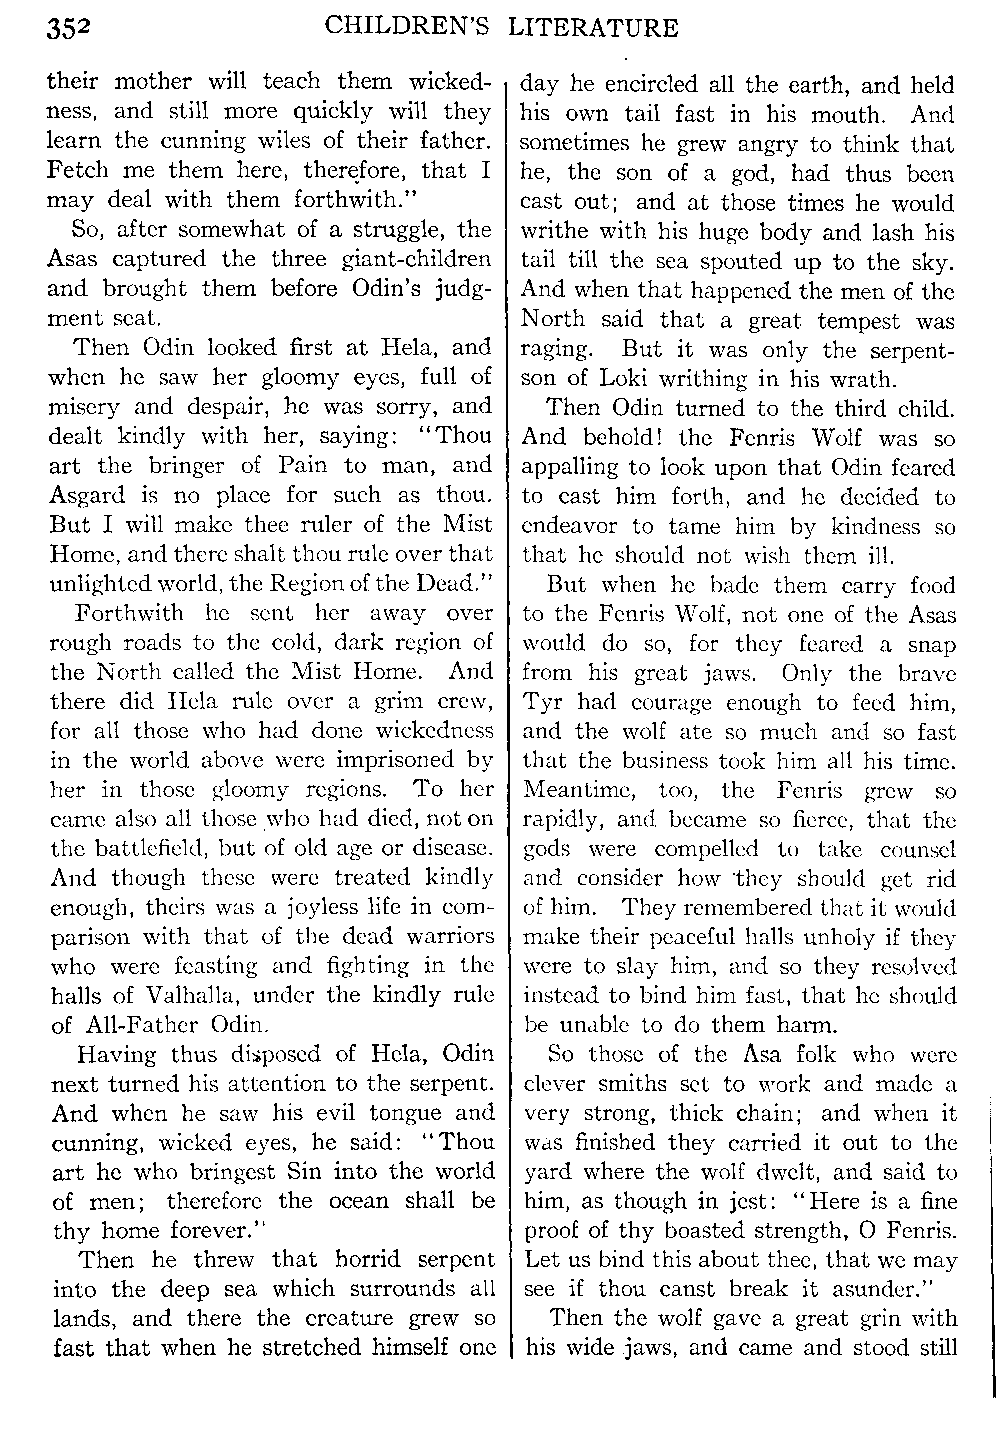 352 CHILDREN'S LITERATURE
their mother will teach them wicked-
ness, and still more quickly will they
learn the cunning wiles of their father.
Fetch me them here, therefore, that I
may deal with them forthwith."
So, after somewhat of a struggle, the
Asas captured the three giant-children
and brought them before Odin's judg-
ment seat.
Then Odin looked first at Hela, and
when he saw her gloomy eyes, full of
misery and despair, he was sorry, and
dealt kindly with her, saying: "Thou
art the bringer of Pain to man, and
Asgard is no place for such as thou.
But I will make thee ruler of the Mist
Home, and there shalt thou rule over that
unlighted world, the Region of the Dead."
Forthwith he sent her away over
rough roads to the cold, dark region of
the North called the Mist Home. And
there did Hela rule over a grim crew,
for all those who had done wickedness
in the world above were imprisoned by
her in those gloomy regions. To her
came also all those who had died, not on
the battlefield, but of old age or disease.
And though these were treated kindly
enough, theirs was a joyless life in com-
parison with that of the dead warriors
who were feasting and fighting in the
halls of Valhalla, under the kindly rule
of All-Father Odin.
Having thus disposed of Hela, Odin
next turned his attention to the serpent.
And when he saw his evil tongue and
cunning, wicked eyes, he said: "Thou
art he who bringest Sin into the world
of men; therefore the ocean shall be
thy home forever."
Then he threw that horrid serpent
into the deep sea which surrounds all
lands, and there the creature grew so
fast that when he stretched himself one
day he encircled all the earth, and held
his own tail fast in his mouth. And
sometimes he grew angry to think that
he, the son of a god, had thus been
cast out; and at those times he would
writhe with his huge body and lash his
tail till the sea spouted up to the sky.
And when that happened the men of the
North said that a great tempest was
raging. But it was only the serpent-
son of Loki writhing in his wrath.
Then Odin turned to the third child.
And behold! the Fenris Wolf was so
appalling to look upon that Odin feared
to cast him forth, and he decided to
endeavor to tame him by kindness so
that he should not wish them ill.
But when he bade them carry food
to the Fenris Wolf, not one of the Asas
would do so, for they feared a snap
from his great jaws. Only the brave
Tyr had courage enough to feed him,
and the wolf ate so much and so fast
that the business took him all his time.
Meantime, too, the Fenris grew so
rapidly, and became so fierce, that the
gods were compelled to take counsel
and consider how they should get rid
of him. They remembered that it would
make their peaceful halls unholy if they
were to slay him, and so they resolved
instead to bind him fast, that he should
be unable to do them harm.
So those of the Asa folk who were
clever smiths set to work and made a
very strong, thick chain; and when it
was finished they carried it out to the
yard where the wolf dwelt, and said to
him, as though in jest: "Here is a fine
proof of thy boasted strength, O Fenris.
Let us bind this about thee, that we may
see if thou canst break it asunder."
Then the wolf gave a great grin with
his wide jaws, and came and stood still